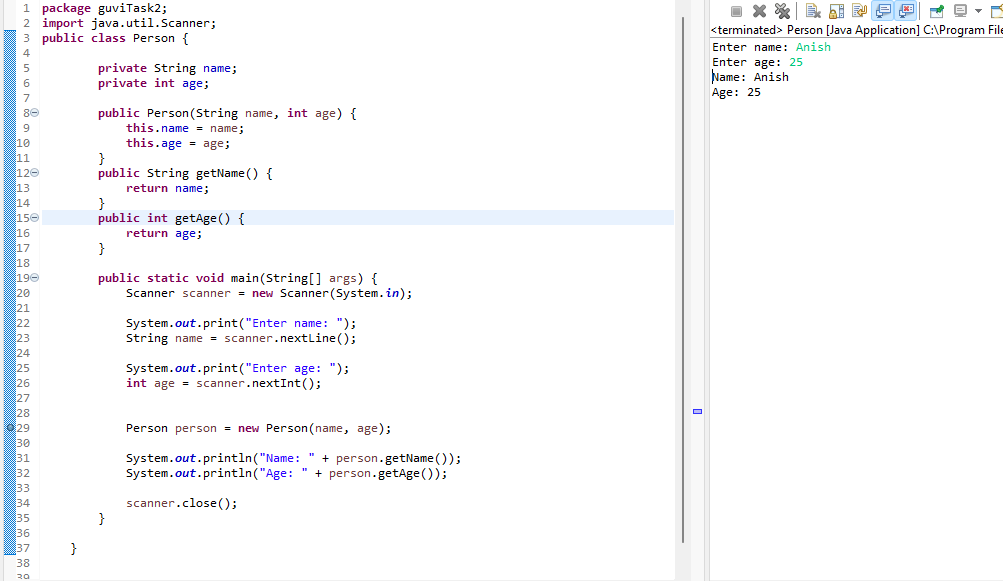 1 package guviTask2;
2 import java.util.Scanner;
3 public class Person {
4
5 private String name;
6 private int age;
7
8 public Person(String name, int age) {
9 this.name = name;
10 this.age = age;
11 }
12 public String getName() {
13 return name;
14 }
15 public int getAge() {
16 return age;
17 }
18
19 public static void main(String[] args) {
20 Scanner scanner = new Scanner(System.in);
21
22 System.out.print("Enter name: ");
23 String name = scanner.nextLine();
24
25 System.out.print("Enter age: ");
26 int age = scanner.nextInt();
27
28
29 Person person = new Person(name, age);
30
31 System.out.println("Name: " + person.getName());
32 System.out.println("Age: " + person.getAge());
33
34 scanner.close();
35 }
36
37 }
38
39
<terminated> Person [Java Application] C:\Program File
Enter name: Anish
Enter age: 25
Name: Anish
Age: 25